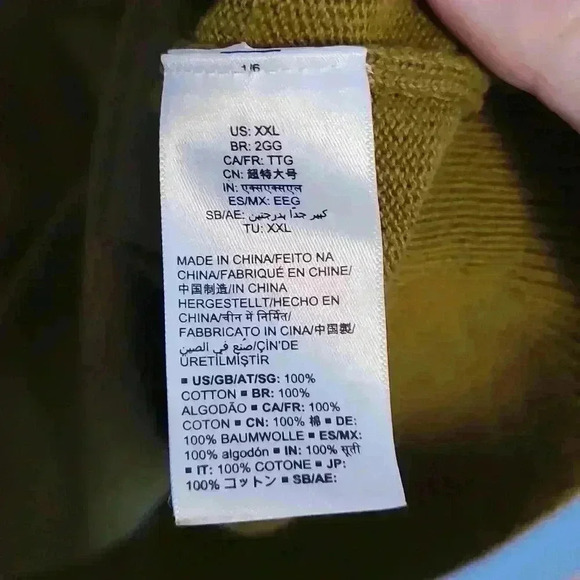 1/6
US: XXL
BR: 2GG
CA/FR: TTG
CN: 超特大号
IN: एक्सएक्सएल
ES/MX: EEG
SB/AE: كبير جدًا بدرجتين
TU: XXL
MADE IN CHINA/FEITO NA
CHINA/FABRIQUÉ EN CHINE/
中国制造/IN CHINA
HERGESTELLT/HECHO EN
CHINA/चीन में निर्मित/
FABBRICATO IN CINA/中国製/
صنع في الصين/ÇİN'DE
ÜRETİLMİŞTİR
▪ US/GB/AT/SG: 100%
COTTON ▪ BR: 100%
ALGODÃO ▪ CA/FR: 100%
COTON ▪ CN: 100% 棉 ▪ DE:
100% BAUMWOLLE ▪ ES/MX:
100% algodón ▪ IN: 100% सूती
▪ IT: 100% COTONE ▪ JP:
100% コットン ▪ SB/AE: